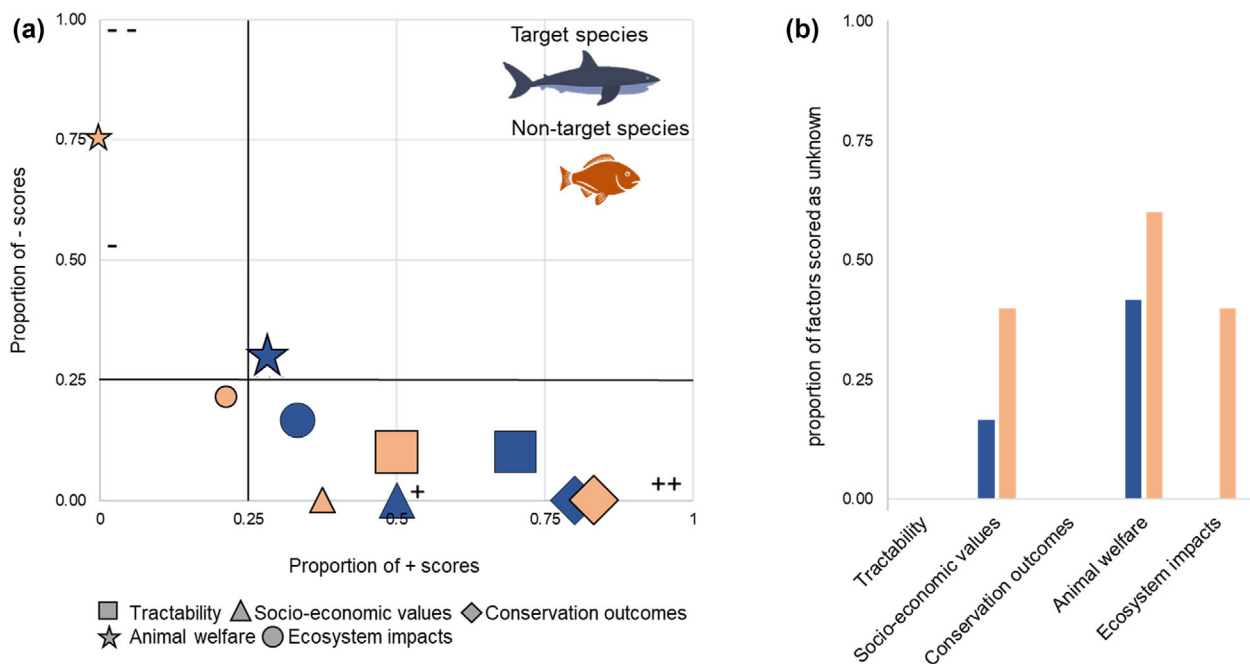 (a)
1.00
- -
0.75
-
0.50
0.25
0.00
Proportion of - scores
Target species
Non-target species
+
++
0
0.25
0.5
0.75
1
Proportion of + scores
Tractability
Socio-economic values
Conservation outcomes
Animal welfare
Ecosystem impacts
(b)
1.00
0.75
0.50
0.25
0.00
proportion of factors scored as unknown
Tractability
Socio-economic values
Conservation outcomes
Animal welfare
Ecosystem impacts